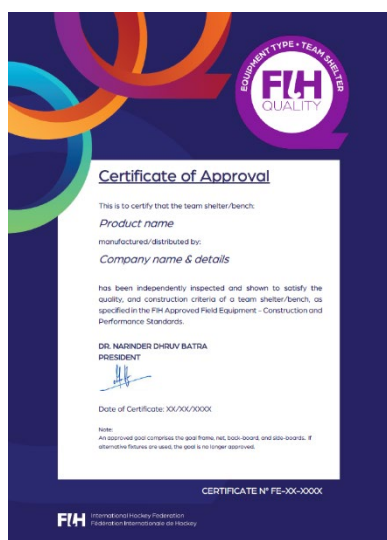 EQUIPMENT TYPE • TEAM SHELTER
FIH
QUALITY
Certificate of Approval
This is to certify that the team shelter/bench:
Product name
manufactured/distributed by:
Company name & details
has been independently inspected and shown to satisfy the
quality, and construction criteria of a team shelter/bench, as
specified in the FIH Approved Field Equipment – Construction and
Performance Standards.
DR. NARINDER DHRUV BATRA
PRESIDENT
Date of Certificate: XX/XX/XXXX
Note:
An approved goal comprises the goal frame, net, back-board, and side-boards. If
alternative fixtures are used, the goal is no longer approved.
CERTIFICATE Nº FE-XX-XXXX
FIH
International Hockey Federation
Fédération Internationale de Hockey